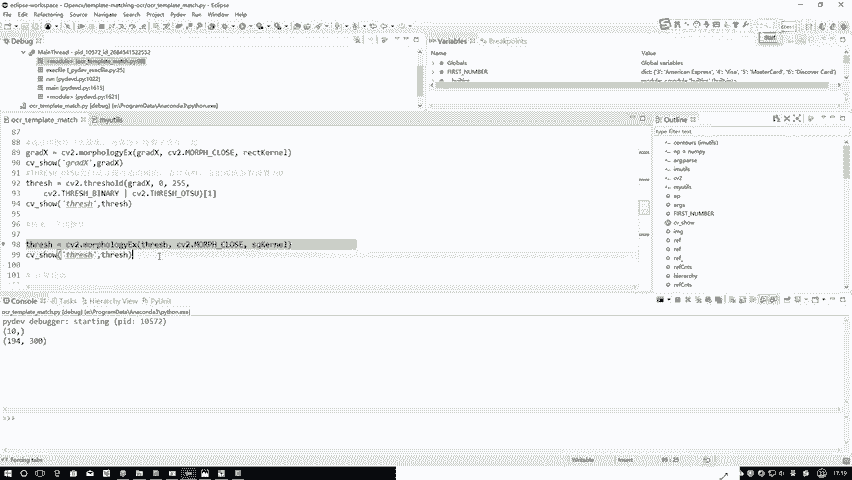 eclipse-workspace - Opencv/template-matching-ocr/ocr_template_match.py - Eclipse
File Edit Source Refactoring Navigate Search Project Pydev Run Window Help
Debug
MainThread - pid_10572_id_2684541522552
<module> [ocr_template_match.py:98]
execfile [_pydev_execfile.py:25]
run [pydevd.py:1022]
main [pydevd.py:1615]
<module> [pydevd.py:1621]
ocr_template_match.py [debug] [e:\ProgramData\Anaconda3\python.exe]
Variables Breakpoints
Name Value
Globals Global variables
FIRST_NUMBER dict: {'3': 'American Express', '4': 'Visa', '5': 'MasterCard', '6': 'Discover Card'}
ocr_template_match myutils
87
88
89 gradX = cv2.morphologyEx(gradX, cv2.MORPH_CLOSE, rectKernel)
90 cv_show('gradX',gradX)
91
92 thresh = cv2.threshold(gradX, 0, 255,
93 cv2.THRESH_BINARY | cv2.THRESH_OTSU)[1]
94 cv_show('thresh',thresh)
95
96
97
98 thresh = cv2.morphologyEx(thresh, cv2.MORPH_CLOSE, sqKernel)
99 cv_show('thresh',thresh)
100
101
Outline
type filter text
contours (imutils)
np = numpy
argparse
imutils
cv2
myutils
ap
args
FIRST_NUMBER
cv_show
img
ref
ref
ref_
refCnts
hierarchy
refCnts
Console Tasks Hierarchy View PyUnit
ocr_template_match.py [debug] [e:\ProgramData\Anaconda3\python.exe]
pydev debugger: starting (pid: 10572)
(10,)
(194, 300)
>>>
Writable Insert
17:19